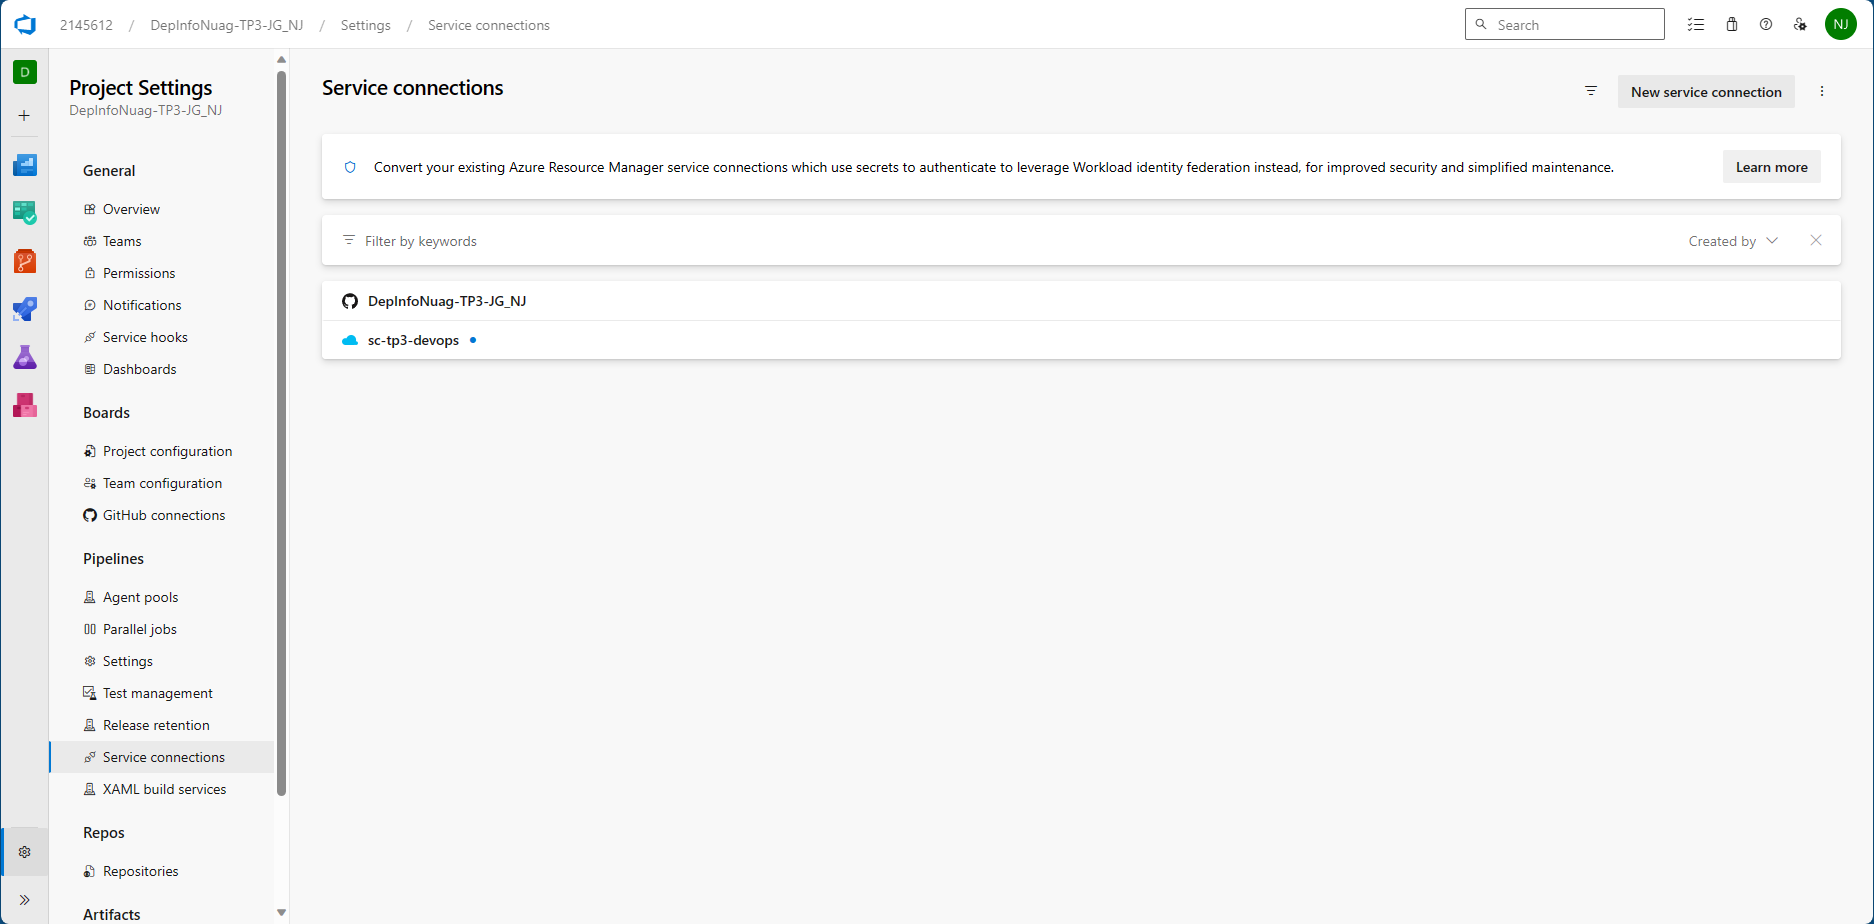 2145612 / DepInfoNuag-TP3-JG_NJ / Settings / Service connections
Search
NJ
D
Project Settings
DepInfoNuag-TP3-JG_NJ
General
Overview
Teams
Permissions
Notifications
Service hooks
Dashboards
Boards
Project configuration
Team configuration
GitHub connections
Pipelines
Agent pools
Parallel jobs
Settings
Test management
Release retention
Service connections
XAML build services
Repos
Repositories
Artifacts
Service connections
New service connection
Convert your existing Azure Resource Manager service connections which use secrets to authenticate to leverage Workload identity federation instead, for improved security and simplified maintenance.
Learn more
Filter by keywords
Created by
DepInfoNuag-TP3-JG_NJ
sc-tp3-devops